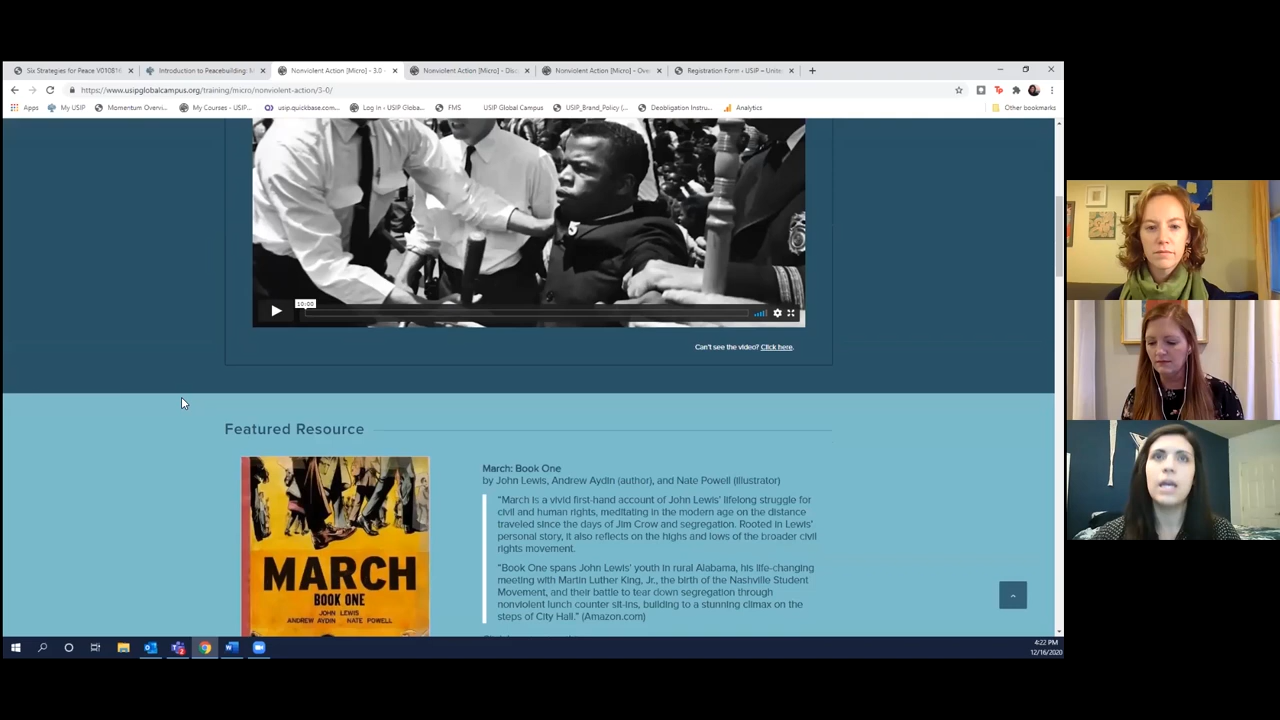 Six Strategies for Peace V010816
Introduction to Peacebuilding: M
Nonviolent Action [Micro] - 3.0 -
Nonviolent Action [Micro] - Disc
Nonviolent Action [Micro] - Ove
Registration Form ‹ USIP — Unite
https://www.usipglobalcampus.org/training/micro/nonviolent-action/3-0/
Apps
My USIP
Momentum Overvi...
My Courses - USIP...
usip.quickbase.com...
Log In ‹ USIP Globa...
FMS
USIP Global Campus
USIP_Brand_Policy_(...
Deobligation Instru...
Analytics
Other bookmarks
10:00
Can't see the video? Click here.
Featured Resource
March: Book One
by John Lewis, Andrew Aydin (author), and Nate Powell (illustrator)
"March is a vivid first-hand account of John Lewis' lifelong struggle for
civil and human rights, meditating in the modern age on the distance
traveled since the days of Jim Crow and segregation. Rooted in Lewis'
personal story, it also reflects on the highs and lows of the broader civil
rights movement.
"Book One spans John Lewis' youth in rural Alabama, his life-changing
meeting with Martin Luther King, Jr., the birth of the Nashville Student
Movement, and their battle to tear down segregation through
nonviolent lunch counter sit-ins, building to a stunning climax on the
steps of City Hall." (Amazon.com)
MARCH
BOOK ONE
JOHN LEWIS
ANDREW AYDIN NATE POWELL
4:22 PM
12/16/2020